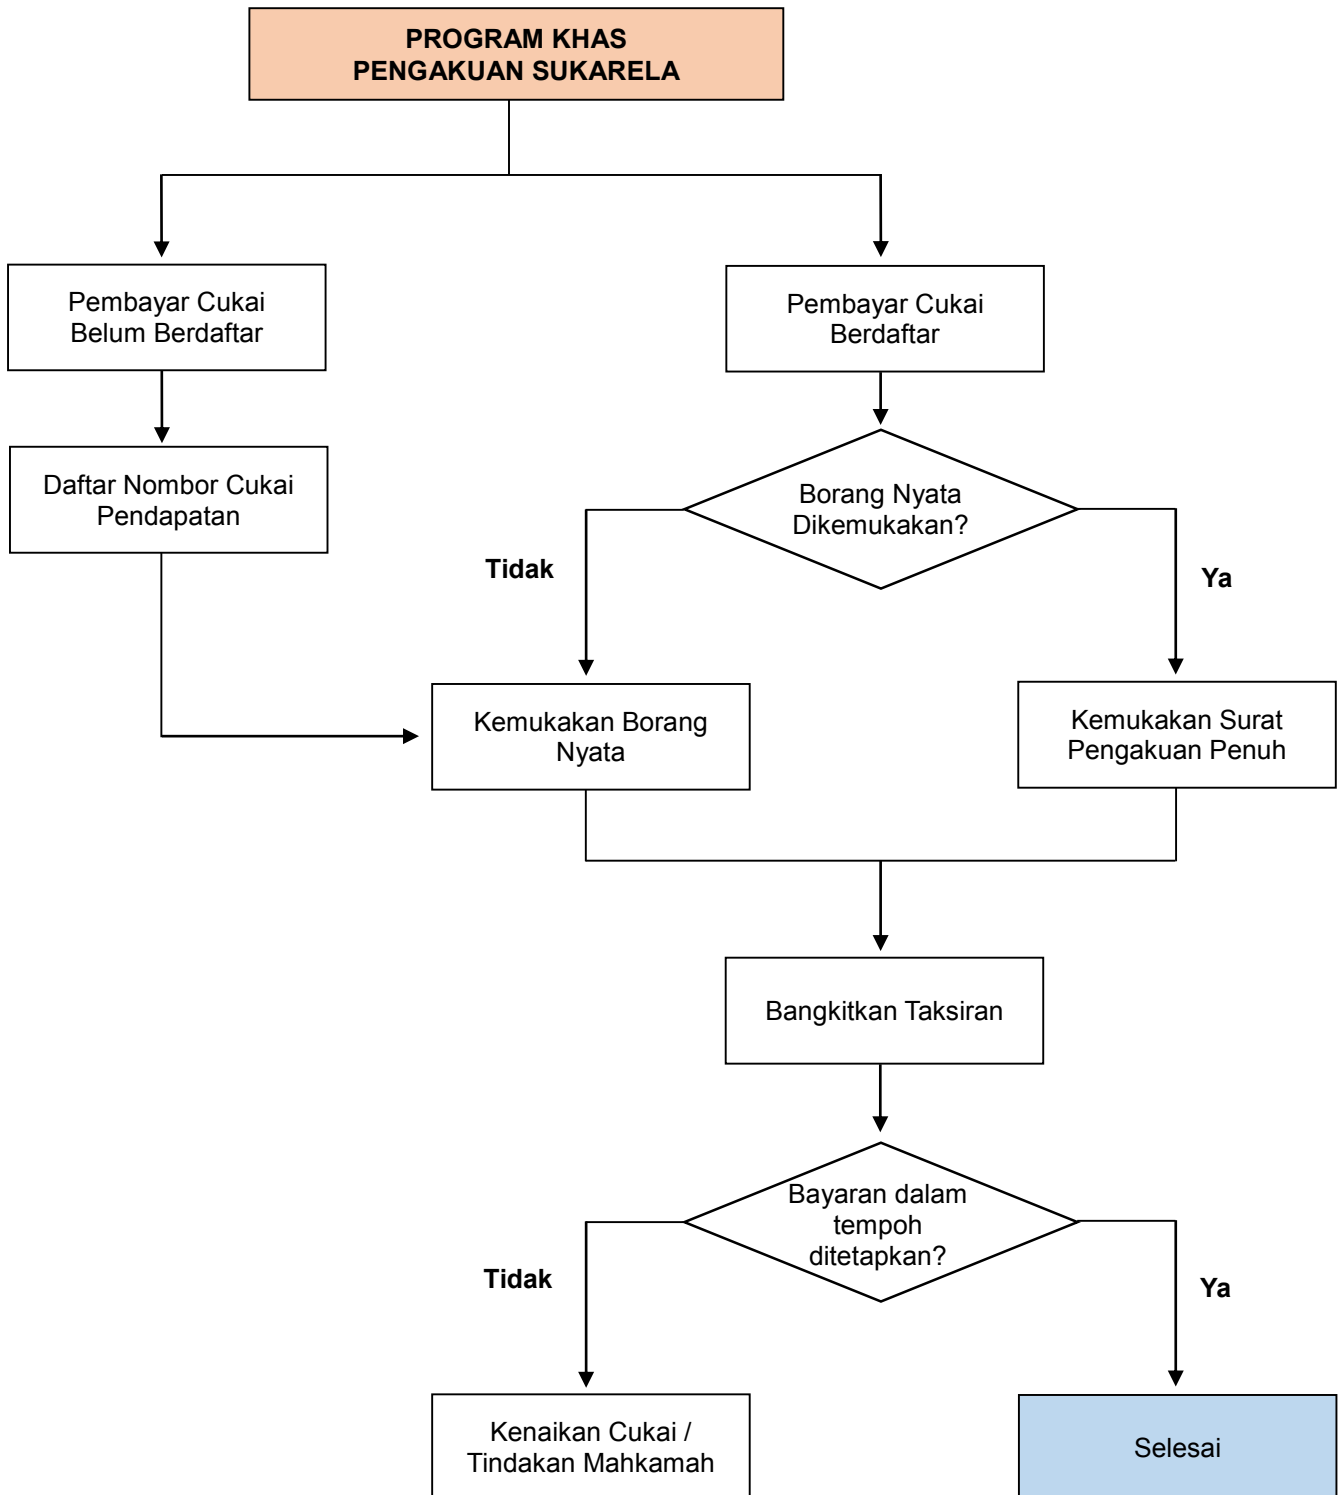 PROGRAM KHAS
PENGAKUAN SUKARELA
Pembayar Cukai
Belum Berdaftar
Pembayar Cukai
Berdaftar
Daftar Nombor Cukai
Pendapatan
Borang Nyata
Dikemukakan?
Tidak
Ya
Kemukakan Borang
Nyata
Kemukakan Surat
Pengakuan Penuh
Bangkitkan Taksiran
Bayaran dalam
tempoh
ditetapkan?
Tidak
Ya
Kenaikan Cukai /
Tindakan Mahkamah
Selesai